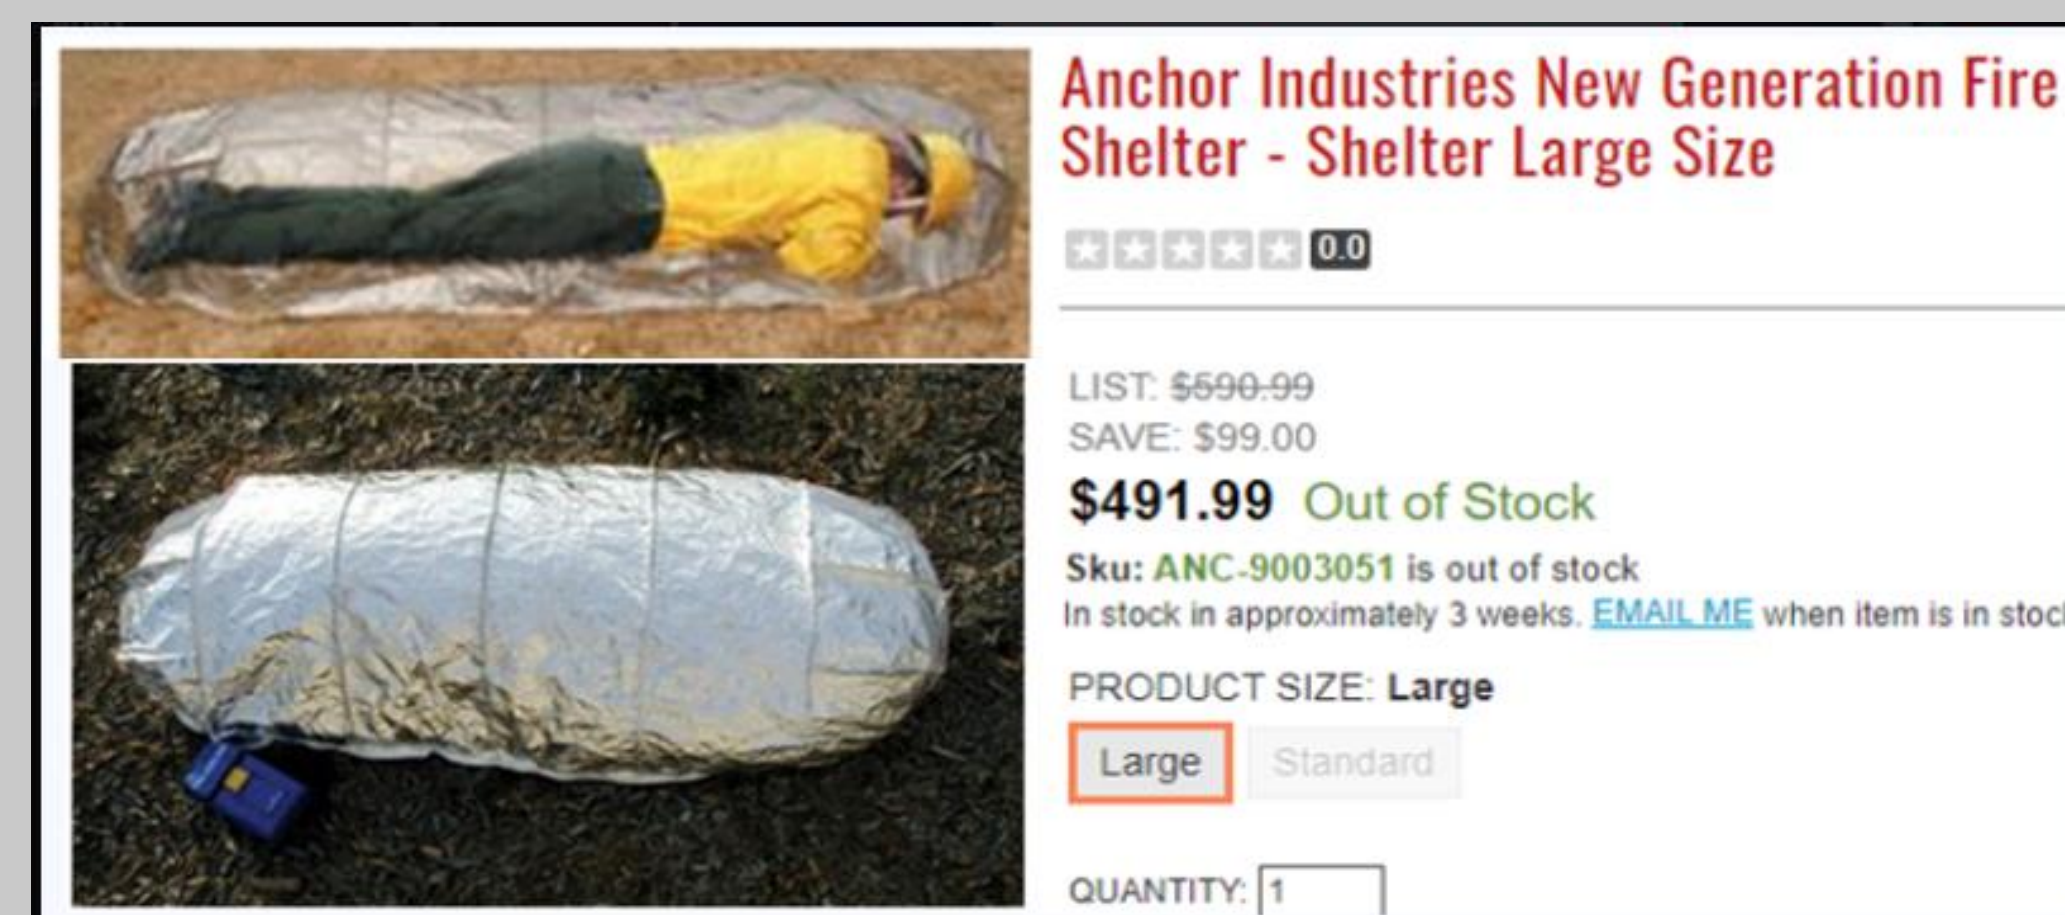 Anchor Industries New Generation Fire
Shelter - Shelter Large Size
0.0
LIST: $590.99
SAVE: $99.00
$491.99 Out of Stock
Sku: ANC-9003051 is out of stock
In stock in approximately 3 weeks. EMAIL ME when item is in stock
PRODUCT SIZE: Large
Large Standard
QUANTITY: 1